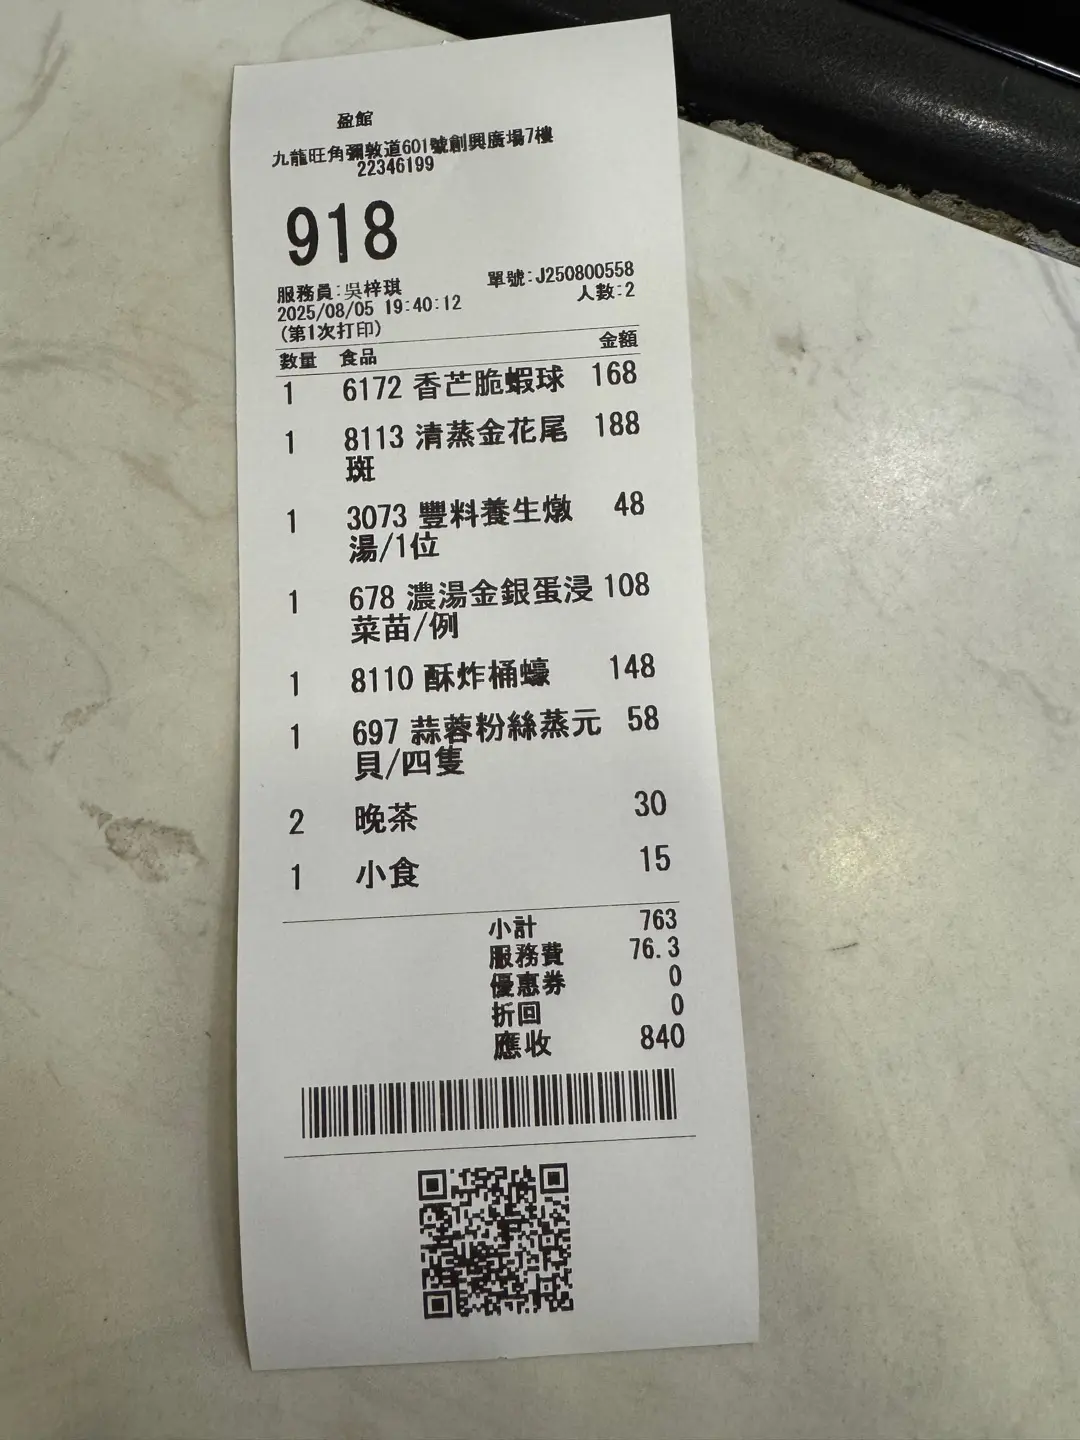 盈館
九龍旺角彌敦道601號創興廣場7樓
22346199
918
服務員:吳梓琪 單號:J250800558
2025/08/05 19:40:12 人數:2
(第1次打印)
數量 食品 金額
1 6172 香芒脆蝦球 168
1 8113 清蒸金花尾 188
斑
1 3073 豐料養生燉 48
湯/1位
1 678 濃湯金銀蛋浸 108
菜苗/例
1 8110 酥炸桶蠔 148
1 697 蒜蓉粉絲蒸元 58
貝/四隻
2 晚茶 30
1 小食 15
小計 763
服務費 76.3
優惠券 0
折回 0
應收 840